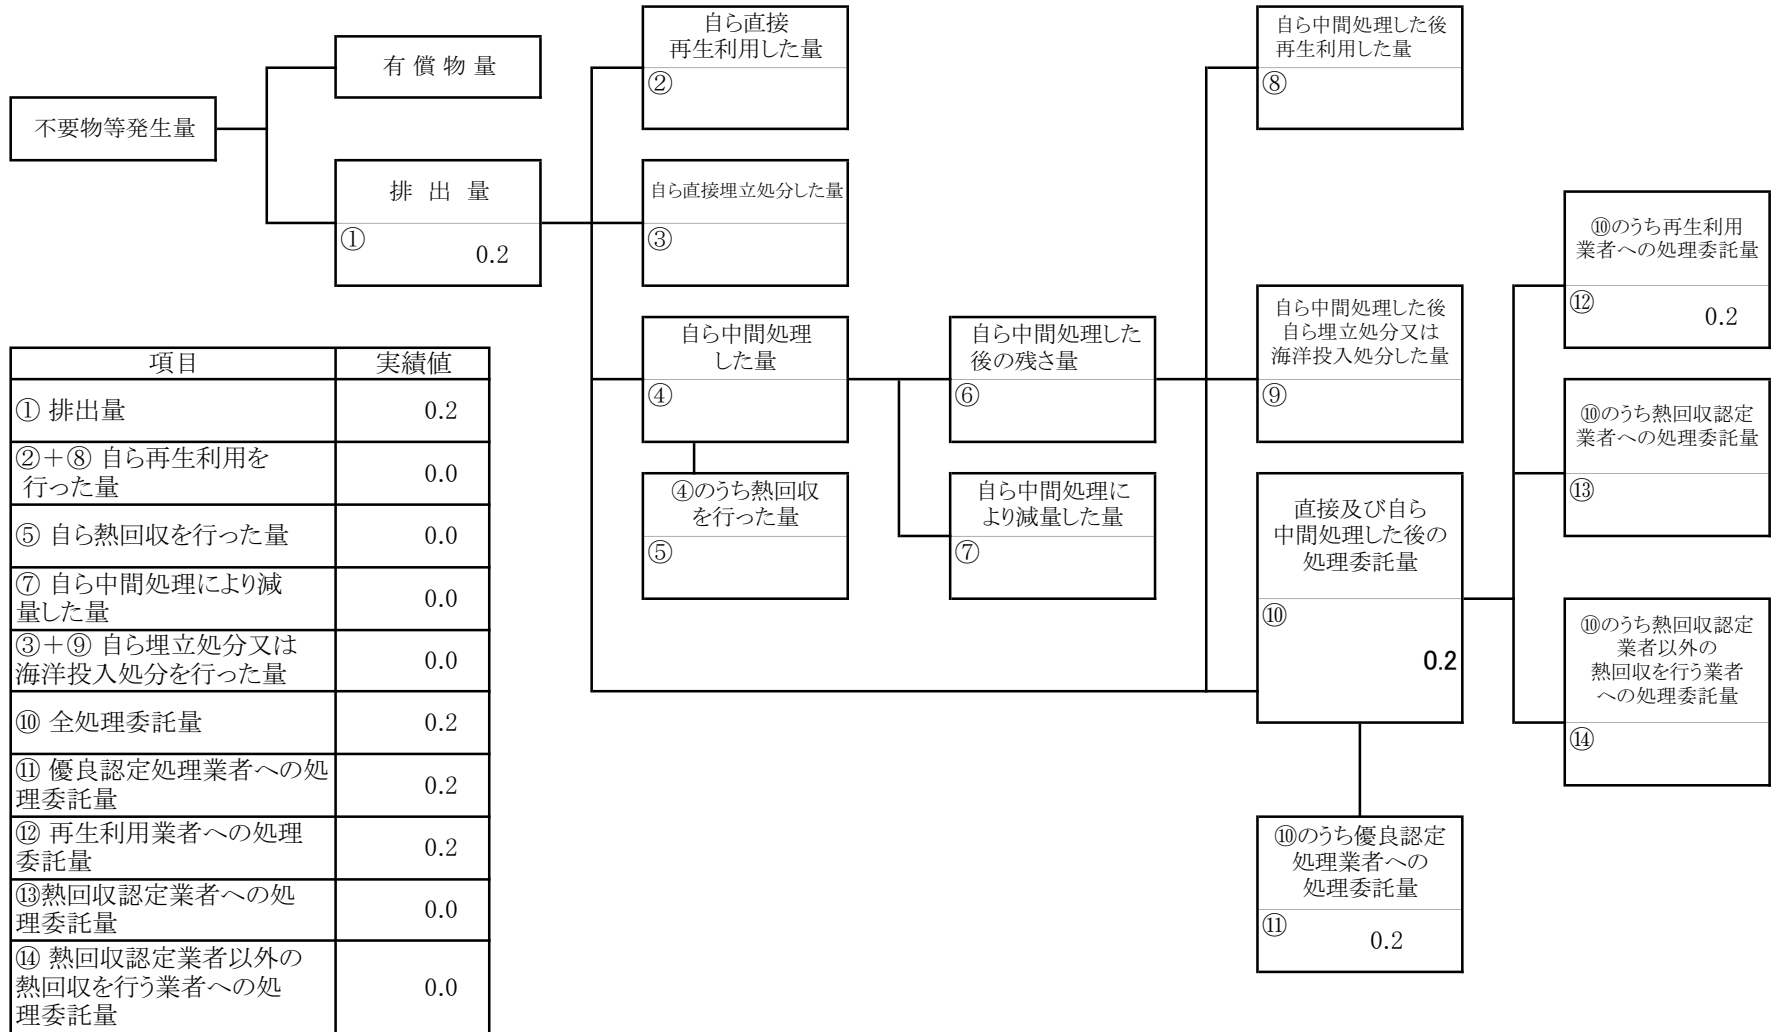 不要物等発生量
有 償 物 量
排 出 量
①
0.2
自ら直接
再生利用した量
②
自ら直接埋立処分した量
③
自ら中間処理
した量
④
④のうち熱回収
を行った量
⑤
自ら中間処理した
後の残さ量
⑥
自ら中間処理に
より減量した量
⑦
自ら中間処理した後
再生利用した量
⑧
自ら中間処理した後
自ら埋立処分又は
海洋投入処分した量
⑨
直接及び自ら
中間処理した後の
処理委託量
⑩
0.2
⑩のうち優良認定
処理業者への
処理委託量
⑪
0.2
⑩のうち再生利用
業者への処理委託量
⑫
0.2
⑩のうち熱回収認定
業者への処理委託量
⑬
⑩のうち熱回収認定
業者以外の
熱回収を行う業者
への処理委託量
⑭
項目 実績値
① 排出量 0.2
②＋⑧ 自ら再生利用を
行った量 0.0
⑤ 自ら熱回収を行った量 0.0
⑦ 自ら中間処理により減
量した量 0.0
③＋⑨ 自ら埋立処分又は
海洋投入処分を行った量 0.0
⑩ 全処理委託量 0.2
⑪ 優良認定処理業者への処
理委託量 0.2
⑫ 再生利用業者への処理
委託量 0.2
⑬熱回収認定業者への処
理委託量 0.0
⑭ 熱回収認定業者以外の
熱回収を行う業者への処
理委託量 0.0